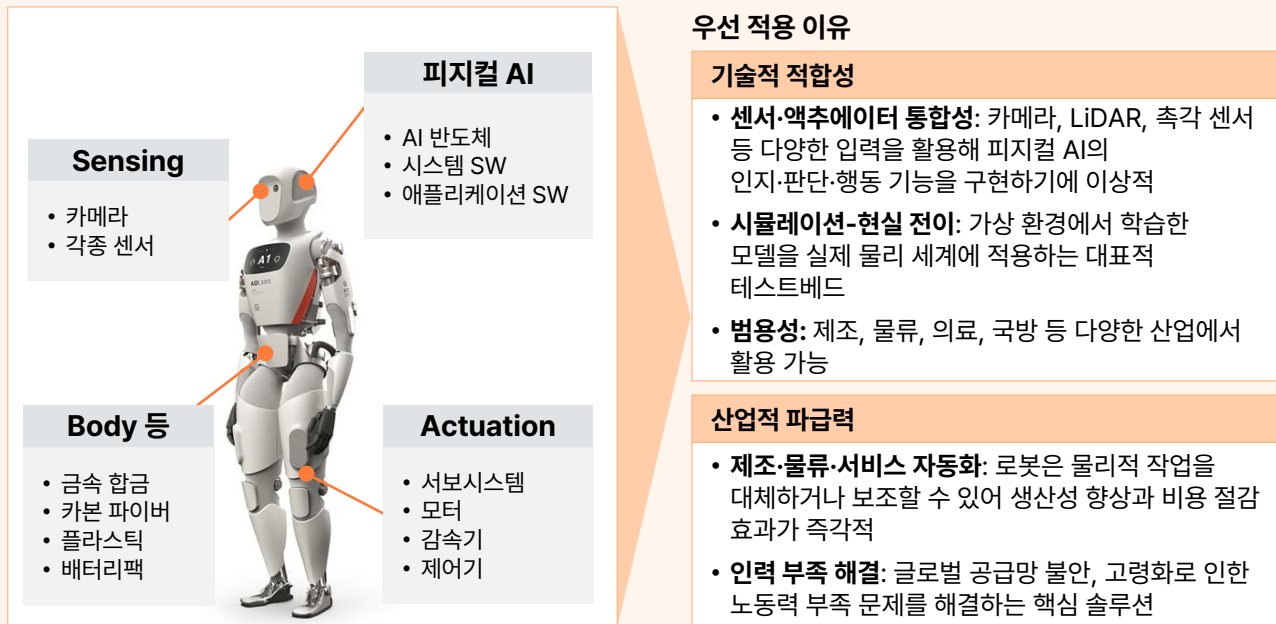 피지컬 AI
• AI 반도체
• 시스템 SW
• 애플리케이션 SW
Sensing
• 카메라
• 각종 센서
A1
Body 등
• 금속 합금
• 카본 파이버
• 플라스틱
• 배터리팩
Actuation
• 서보시스템
• 모터
• 감속기
• 제어기
우선 적용 이유
기술적 적합성
• 센서·액추에이터 통합성: 카메라, LiDAR, 촉각 센서
등 다양한 입력을 활용해 피지컬 AI의
인지·판단·행동 기능을 구현하기에 이상적
• 시뮬레이션-현실 전이: 가상 환경에서 학습한
모델을 실제 물리 세계에 적용하는 대표적
테스트베드
• 범용성: 제조, 물류, 의료, 국방 등 다양한 산업에서
활용 가능
산업적 파급력
• 제조·물류·서비스 자동화: 로봇은 물리적 작업을
대체하거나 보조할 수 있어 생산성 향상과 비용 절감
효과가 즉각적
• 인력 부족 해결: 글로벌 공급망 불안, 고령화로 인한
노동력 부족 문제를 해결하는 핵심 솔루션